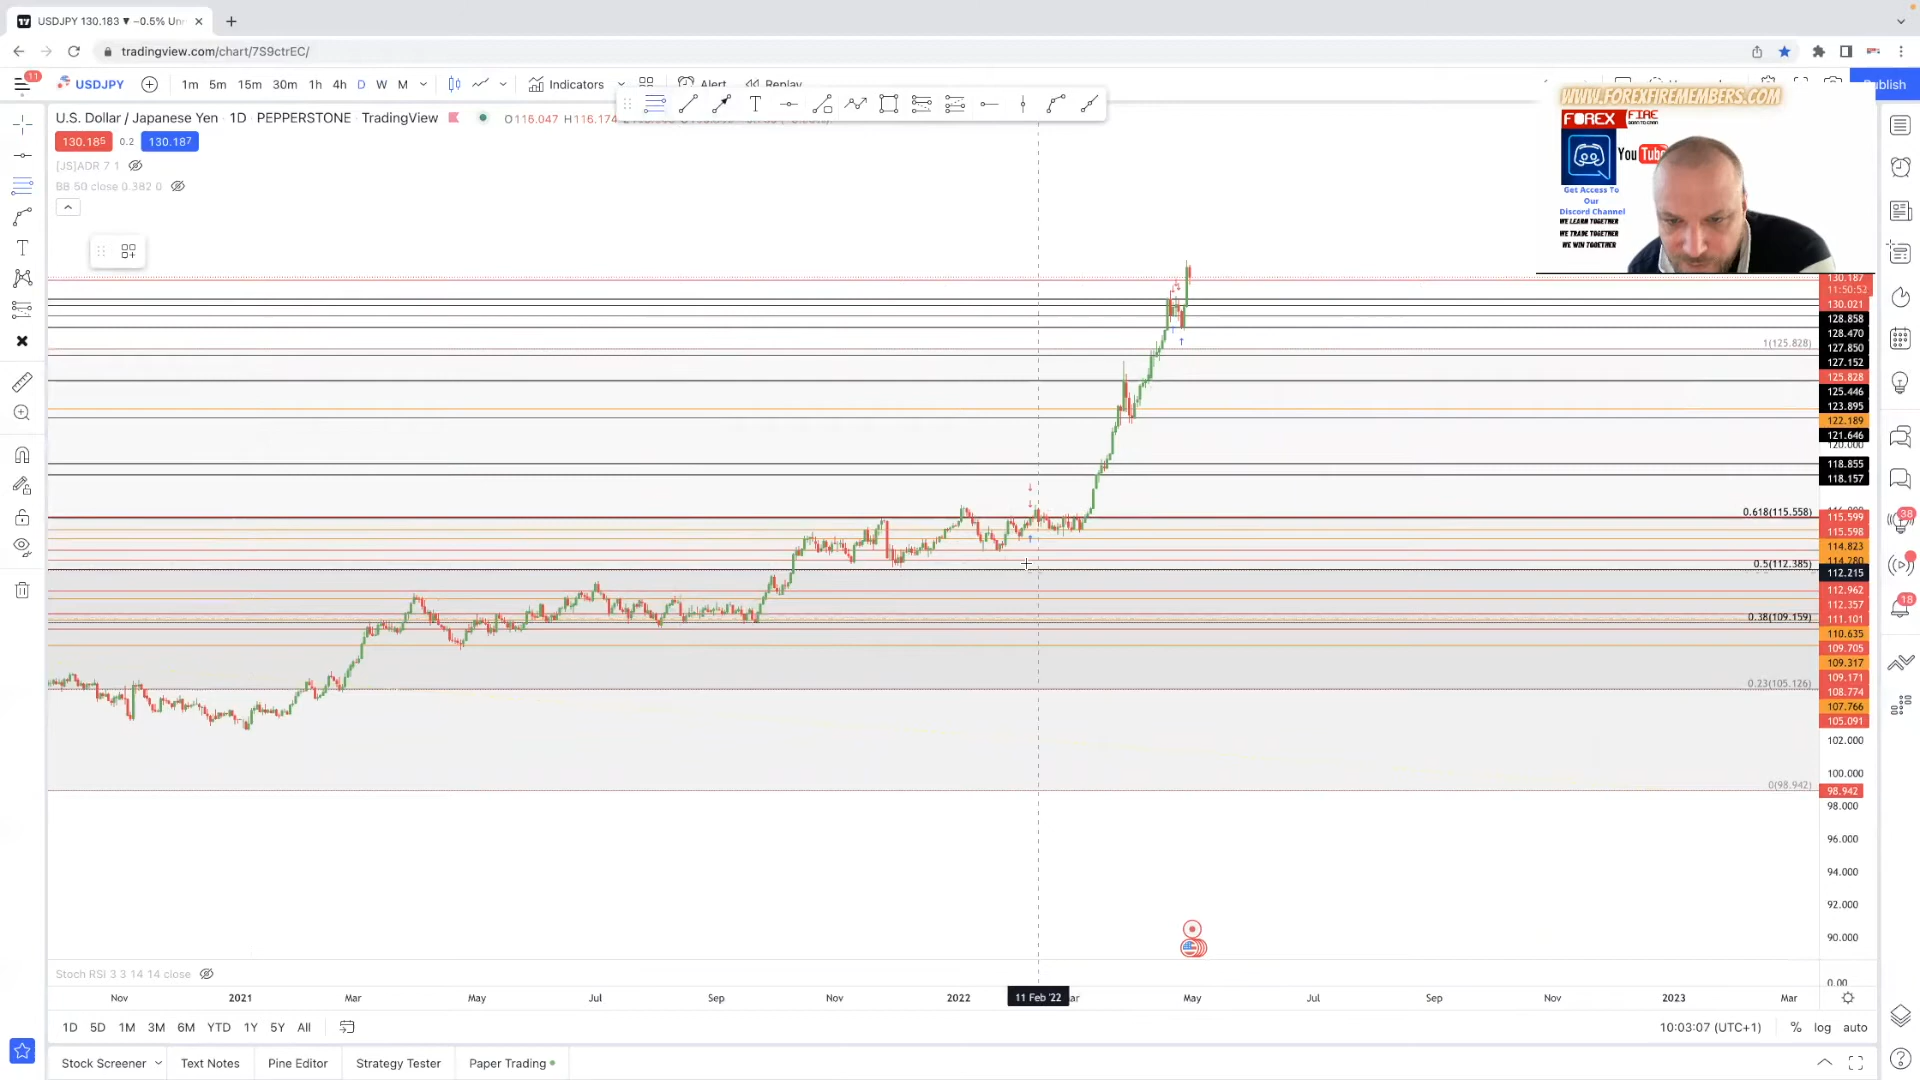 USDJPY 130.183 ▼ −0.5% Un
tradingview.com/chart/7S9ctrEC/
11
USDJPY
1m 5m 15m 30m 1h 4h D W M
Indicators
Alert
Replay
Publish
U.S. Dollar / Japanese Yen · 1D · PEPPERSTONE · TradingView
O116.047 H116.174
130.185
0.2
130.187
[JS]ADR 7 1
BB 50 close 0.382 0
WWW.FOREXFIREMEMBERS.COM
FOREX FIRE
YouTube
Get Access To
Our
Discord Channel
WE LEARN TOGETHER
WE TRADE TOGETHER
WE WIN TOGETHER
1(125.828)
0.618(115.558)
0.5(112.385)
0.38(109.159)
0.23(105.126)
0(98.942)
130.187
11:50:52
130.021
128.858
128.470
127.850
127.152
125.828
125.446
123.895
122.189
121.646
120.000
118.855
118.157
115.599
115.598
114.823
112.215
112.962
112.357
111.101
110.635
109.705
109.317
109.171
108.774
107.766
105.091
102.000
100.000
98.942
98.000
96.000
94.000
92.000
90.000
0.00
38
18
Stoch RSI 3 3 14 14 close
Nov 2021 Mar May Jul Sep Nov 2022 11 Feb '22 ar May Jul Sep Nov 2023 Mar
1D 5D 1M 3M 6M YTD 1Y 5Y All
10:03:07 (UTC+1) % log auto
Stock Screener Text Notes Pine Editor Strategy Tester Paper Trading